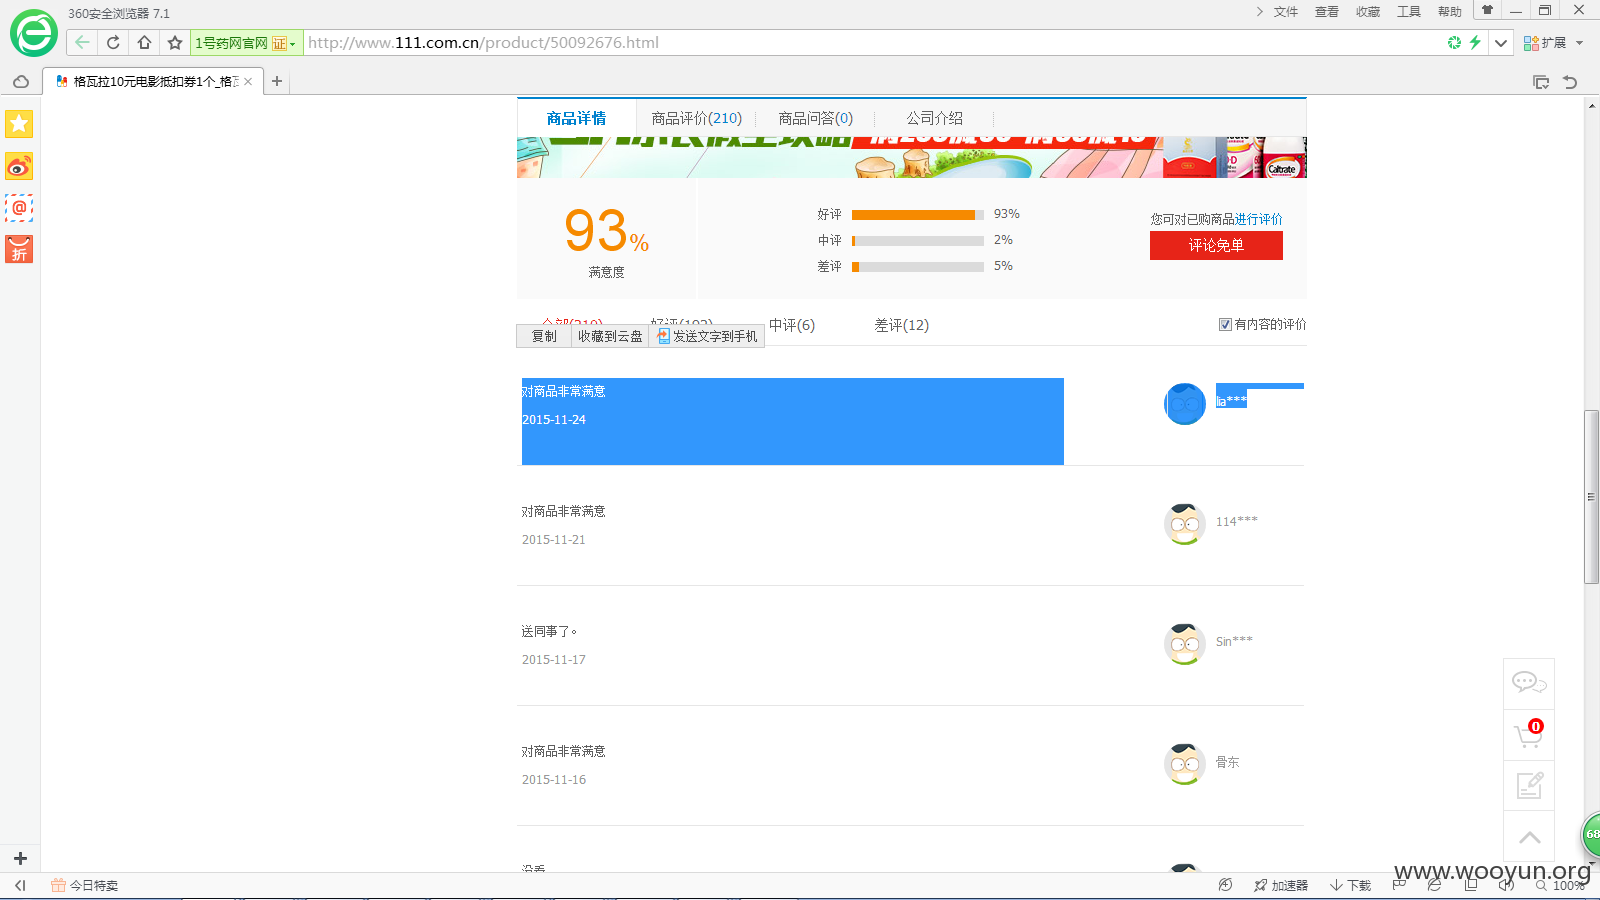 360安全浏览器 7.1
文件 查看 收藏 工具 帮助
1号药网官网 证
http://www.111.com.cn/product/50092676.html
扩展
格瓦拉10元电影抵扣券1个_格瓦
商品详情 商品评价(210) 商品问答(0) 公司介绍
Caltrate
93%
满意度
好评 93%
中评 2%
差评 5%
您可对已购商品进行评价
评论免单
中评(6) 差评(12) 有内容的评价
复制 收藏到云盘 发送文字到手机
对商品非常满意
2015-11-24
lia***
对商品非常满意
2015-11-21
114***
送同事了。
2015-11-17
Sin***
对商品非常满意
2015-11-16
骨东
0
折
68
今日特卖
加速器 下载 100%
www.wooyun.org